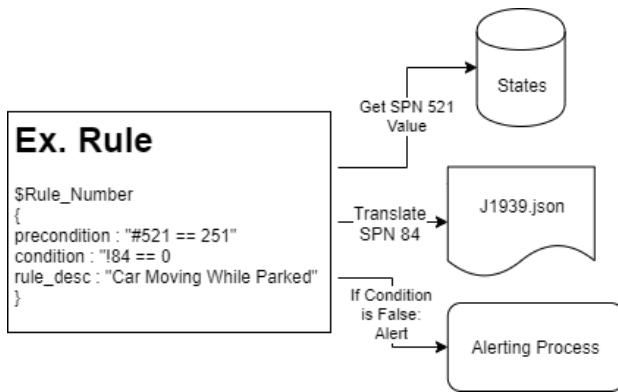 Ex. Rule
$Rule_Number
{
precondition : "#521 == 251"
condition : "!84 == 0
rule_desc : "Car Moving While Parked"
}
Get SPN 521
Value
States
Translate
SPN 84
J1939.json
If Condition
is False:
Alert
Alerting Process